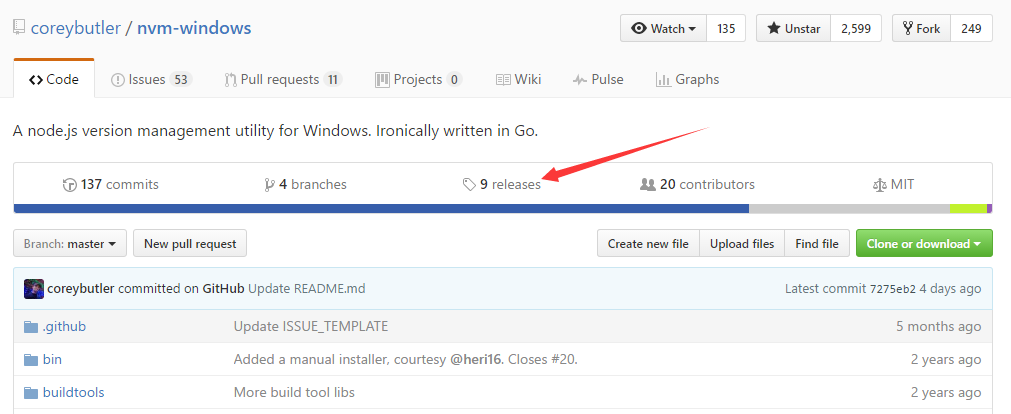 coreybutler / nvm-windows
Watch 135 Unstar 2,599 Fork 249
Code Issues 53 Pull requests 11 Projects 0 Wiki Pulse Graphs
A node.js version management utility for Windows. Ironically written in Go.
137 commits 4 branches 9 releases 20 contributors MIT
Branch: master New pull request Create new file Upload files Find file Clone or download
coreybutler committed on GitHub Update README.md Latest commit 7275eb2 4 days ago
.github Update ISSUE_TEMPLATE 5 months ago
bin Added a manual installer, courtesy @heri16. Closes #20. 2 years ago
buildtools More build tool libs 2 years ago